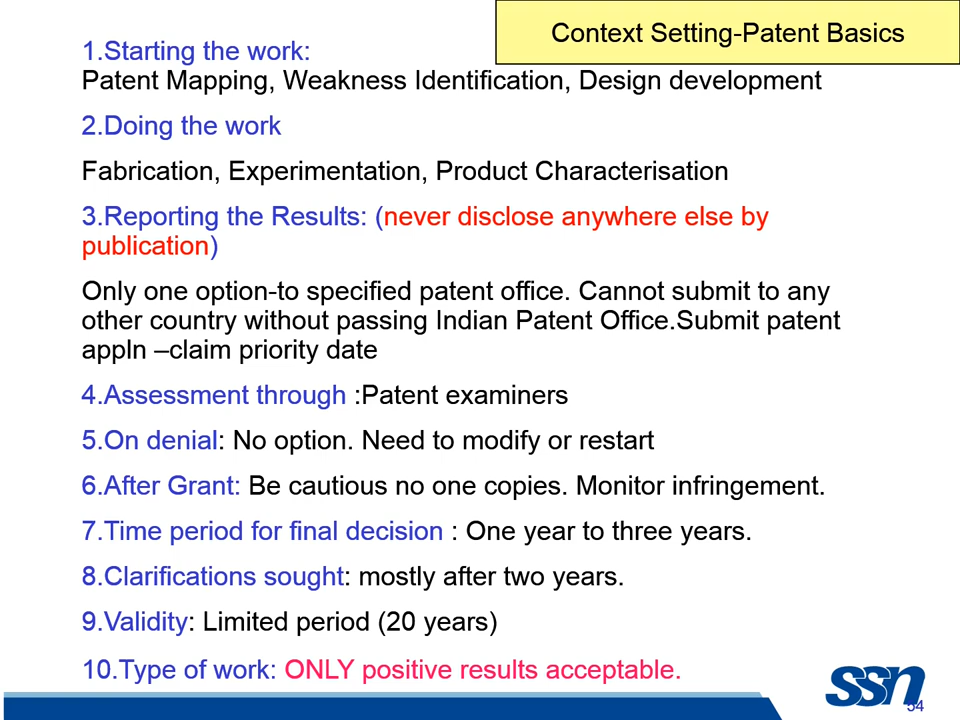 Context Setting-Patent Basics
1.Starting the work:
Patent Mapping, Weakness Identification, Design development
2.Doing the work
Fabrication, Experimentation, Product Characterisation
3.Reporting the Results: (never disclose anywhere else by
publication)
Only one option-to specified patent office. Cannot submit to any
other country without passing Indian Patent Office.Submit patent
appln –claim priority date
4.Assessment through :Patent examiners
5.On denial: No option. Need to modify or restart
6.After Grant: Be cautious no one copies. Monitor infringement.
7.Time period for final decision : One year to three years.
8.Clarifications sought: mostly after two years.
9.Validity: Limited period (20 years)
10.Type of work: ONLY positive results acceptable.
ssn
54